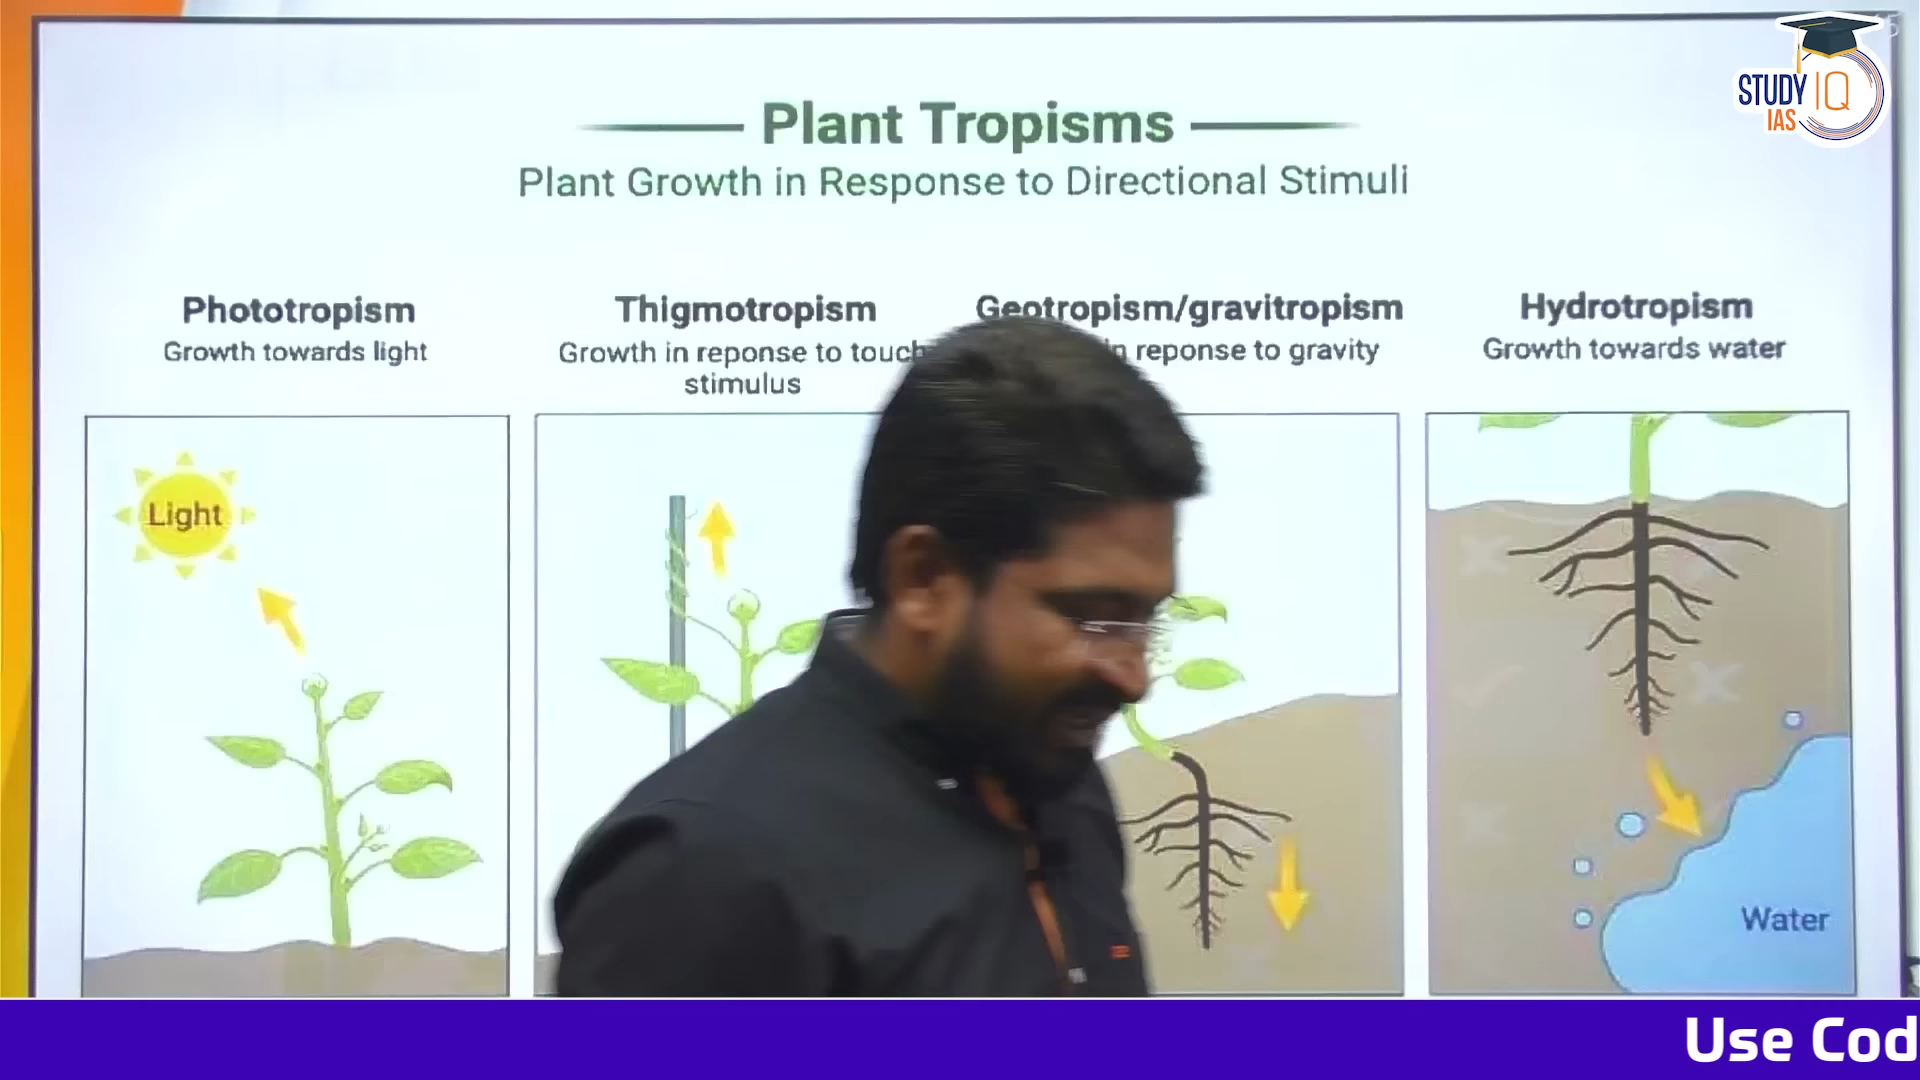 STUDY IQ
IAS
Plant Tropisms
Plant Growth in Response to Directional Stimuli
Phototropism
Growth towards light
Thigmotropism
Growth in reponse to touch
stimulus
Geotropism/gravitropism
reponse to gravity
Hydrotropism
Growth towards water
Light
Water
Use Cod